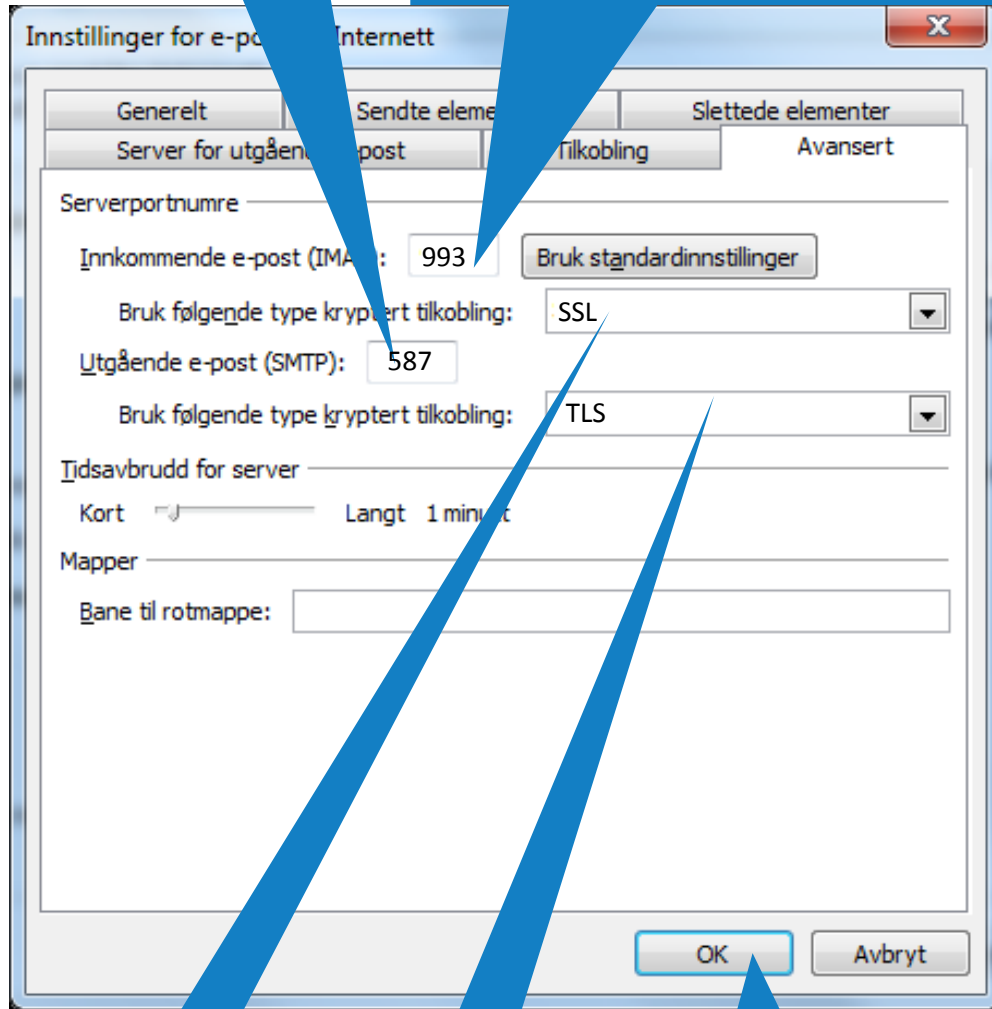 Innstillinger for e-po Internett
Generelt Sendte eleme Slettede elementer
Server for utgåen post Tilkobling Avansert
Serverportnumre
Innkommende e-post (IMA : 993 Bruk standardinnstillinger
Bruk følgende type kryptert tilkobling: SSL
Utgående e-post (SMTP): 587
Bruk følgende type kryptert tilkobling: TLS
Tidsavbrudd for server
Kort Langt 1 minutt
Mapper
Bane til rotmappe:
OK Avbryt